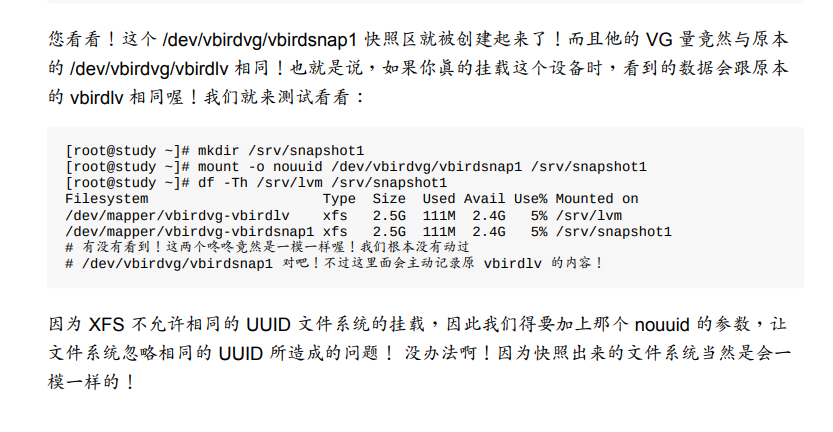 您看看！这个 /dev/vbirdvg/vbirdsnap1 快照区就被创建起来了！而且他的 VG 量竟然与原本
的 /dev/vbirdvg/vbirdlv 相同！也就是说，如果你真的挂载这个设备时，看到的数据会跟原本
的 vbirdlv 相同喔！我们就来测试看看：
[root@study ~]# mkdir /srv/snapshot1
[root@study ~]# mount -o nouuid /dev/vbirdvg/vbirdsnap1 /srv/snapshot1
[root@study ~]# df -Th /srv/lvm /srv/snapshot1
Filesystem                     Type  Size  Used Avail Use% Mounted on
/dev/mapper/vbirdvg-vbirdlv    xfs   2.5G  111M  2.4G   5% /srv/lvm
/dev/mapper/vbirdvg-vbirdsnap1 xfs   2.5G  111M  2.4G   5% /srv/snapshot1
# 有没有看到！这两个咚咚竟然是一模一样喔！我们根本没有动过
# /dev/vbirdvg/vbirdsnap1 对吧！不过这里面会主动记录原 vbirdlv 的内容！
因为 XFS 不允许相同的 UUID 文件系统的挂载，因此我们得要加上那个 nouuid 的参数，让
文件系统忽略相同的 UUID 所造成的问题！ 没办法啊！因为快照出来的文件系统当然是会一
模一样的！